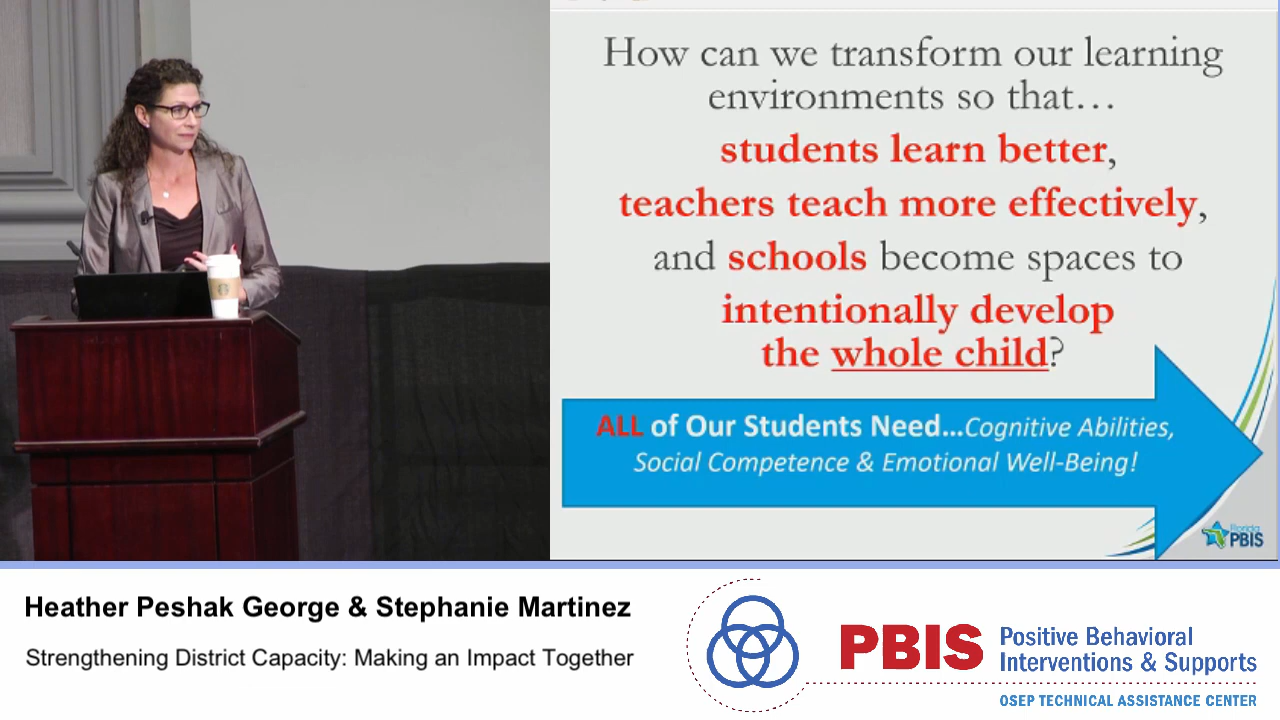 How can we transform our learning
environments so that…
students learn better,
teachers teach more effectively,
and schools become spaces to
intentionally develop
the whole child?
ALL of Our Students Need...Cognitive Abilities,
Social Competence & Emotional Well-Being!
Florida
PBIS
Heather Peshak George & Stephanie Martinez
Strengthening District Capacity: Making an Impact Together
PBIS
Positive Behavioral
Interventions & Supports
OSEP TECHNICAL ASSISTANCE CENTER